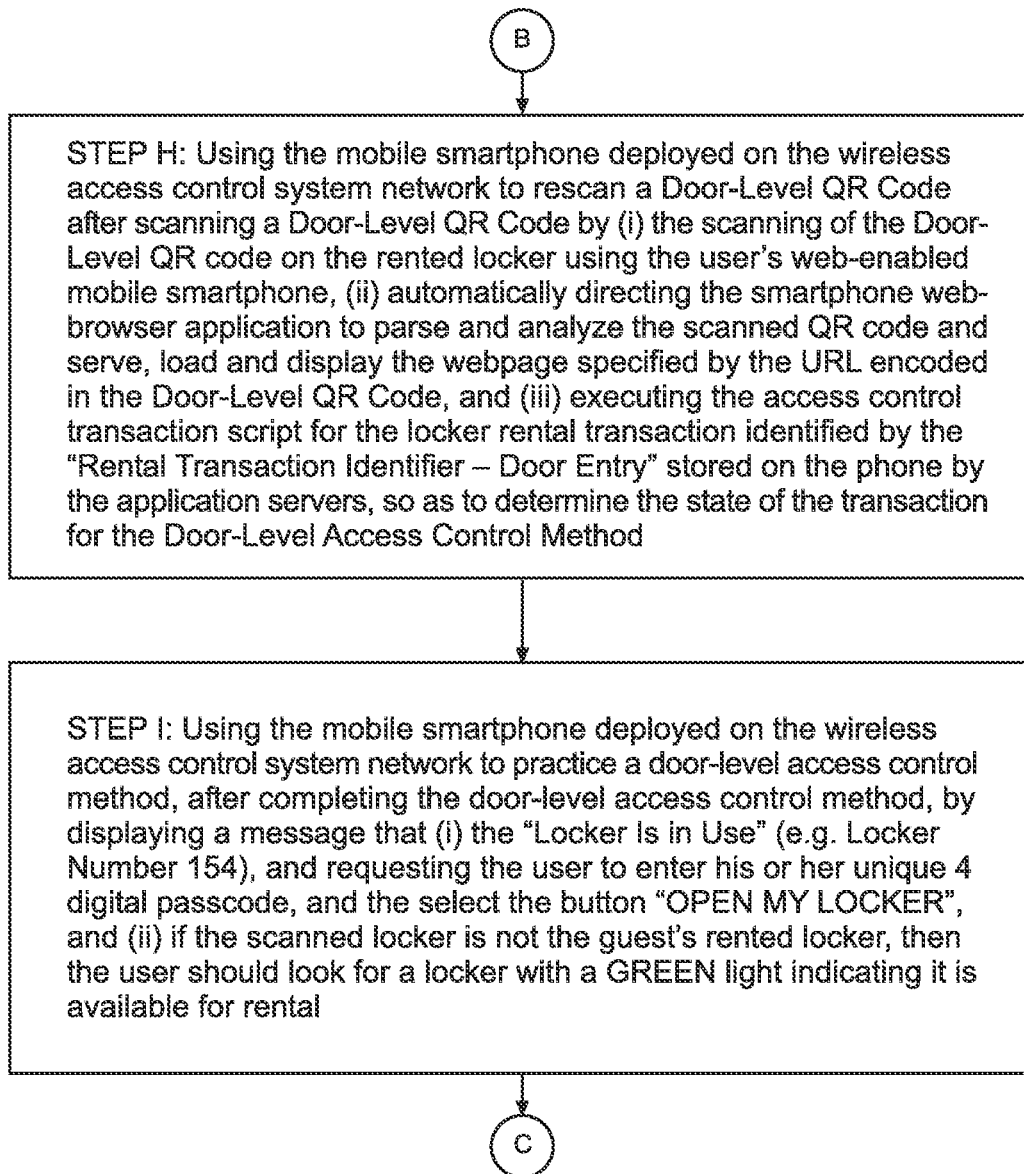 B
STEP H: Using the mobile smartphone deployed on the wireless
access control system network to rescan a Door-Level QR Code
after scanning a Door-Level QR Code by (i) the scanning of the Door-
Level QR code on the rented locker using the user's web-enabled
mobile smartphone, (ii) automatically directing the smartphone web-
browser application to parse and analyze the scanned QR code and
serve, load and display the webpage specified by the URL encoded
in the Door-Level QR Code, and (iii) executing the access control
transaction script for the locker rental transaction identified by the
“Rental Transaction Identifier – Door Entry” stored on the phone by
the application servers, so as to determine the state of the transaction
for the Door-Level Access Control Method
STEP I: Using the mobile smartphone deployed on the wireless
access control system network to practice a door-level access control
method, after completing the door-level access control method, by
displaying a message that (i) the “Locker Is in Use” (e.g. Locker
Number 154), and requesting the user to enter his or her unique 4
digital passcode, and the select the button “OPEN MY LOCKER”,
and (ii) if the scanned locker is not the guest's rented locker, then
the user should look for a locker with a GREEN light indicating it is
available for rental
C